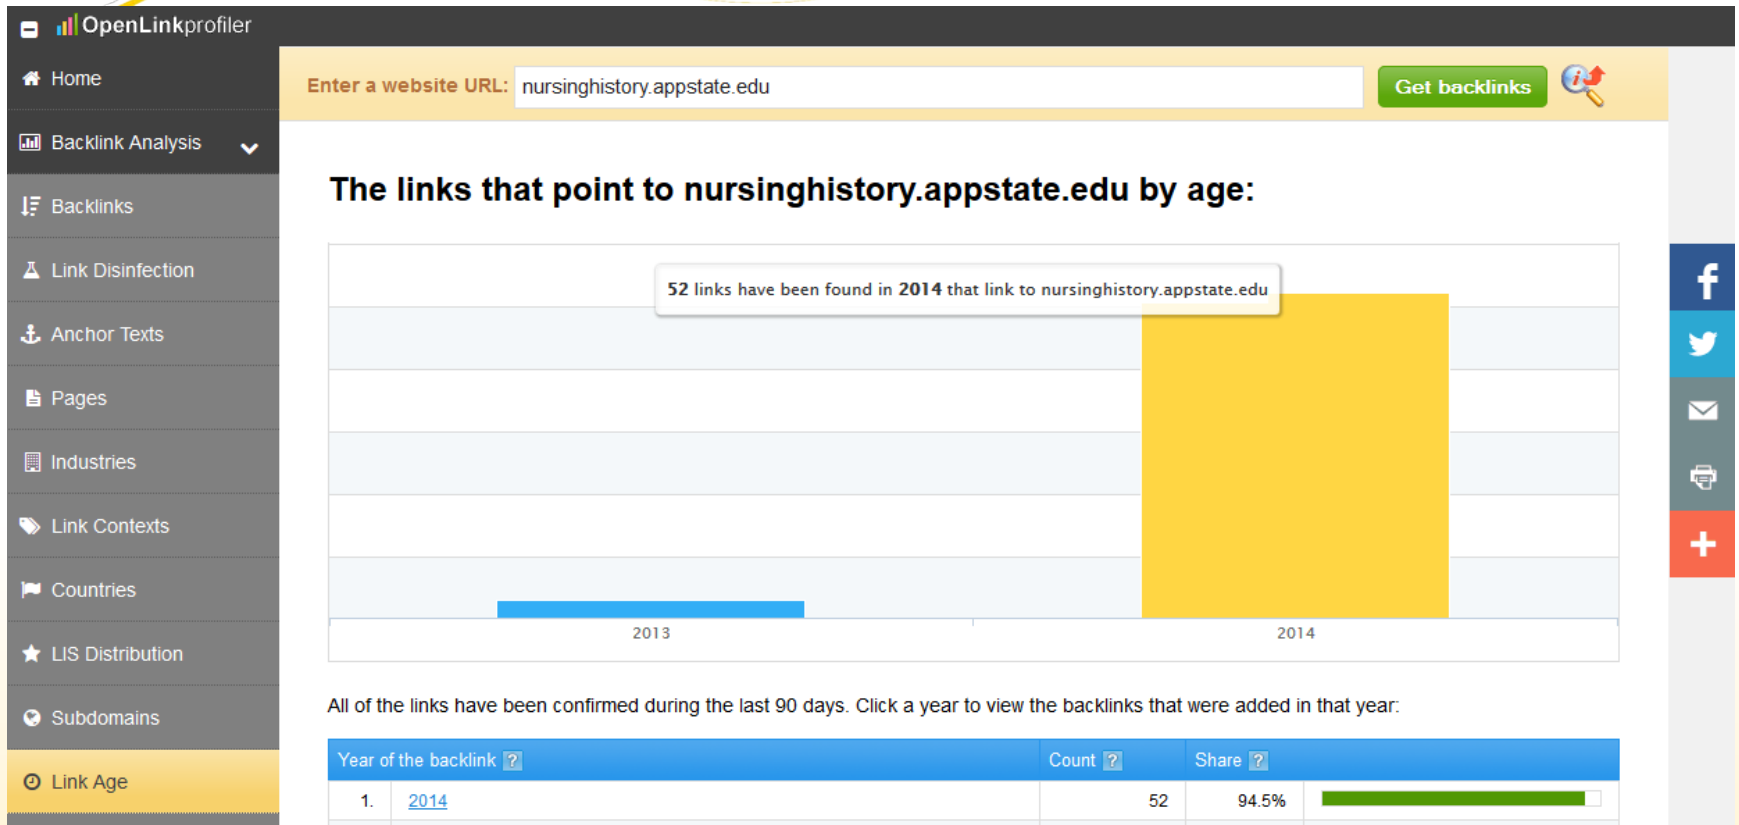 OpenLinkprofiler
Home
Enter a website URL: nursinghistory.appstate.edu Get backlinks
Backlink Analysis
Backlinks
Link Disinfection
Anchor Texts
Pages
Industries
Link Contexts
Countries
LIS Distribution
Subdomains
Link Age
The links that point to nursinghistory.appstate.edu by age:
52 links have been found in 2014 that link to nursinghistory.appstate.edu
2013 2014
All of the links have been confirmed during the last 90 days. Click a year to view the backlinks that were added in that year:
Year of the backlink ? Count ? Share ?
1. 2014 52 94.5%